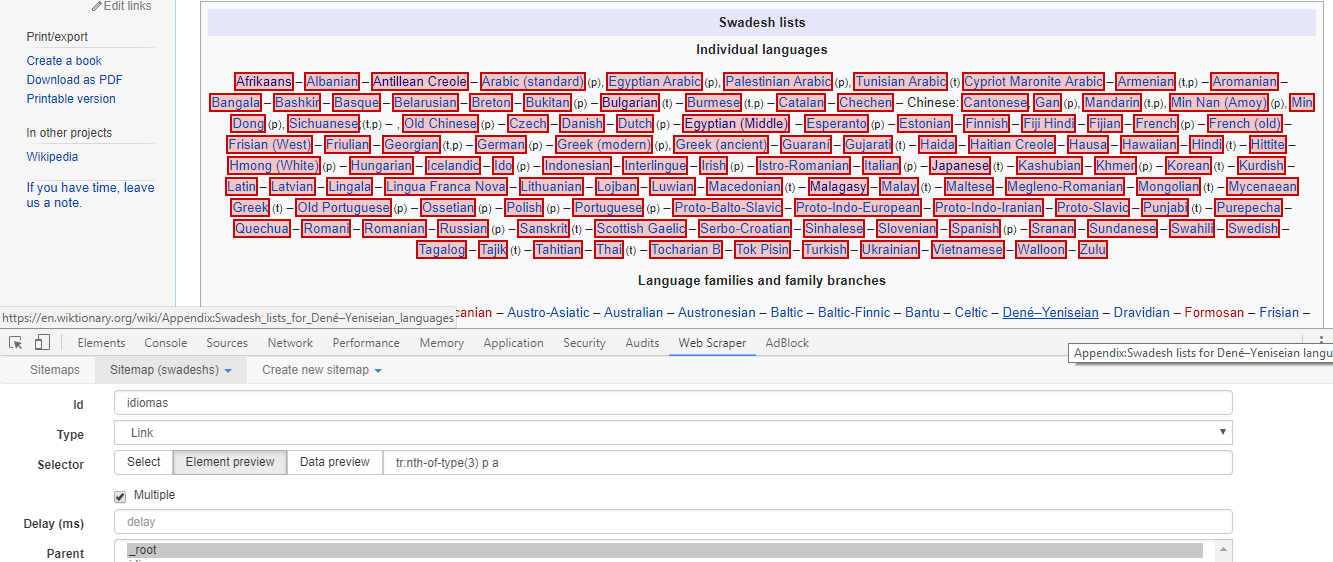 Edit links
Print/export
Create a book
Download as PDF
Printable version
In other projects
Wikipedia
If you have time, leave
us a note.
Swadesh lists
Individual languages
Afrikaans – Albanian – Antillean Creole – Arabic (standard) (p), Egyptian Arabic (p), Palestinian Arabic (p), Tunisian Arabic (t) Cypriot Maronite Arabic – Armenian (t,p) – Aromanian –
Bangala – Bashkir – Basque – Belarusian – Breton – Bukitan (p) – Bulgarian (t) – Burmese (t,p) – Catalan – Chechen – Chinese: Cantonese, Gan (p), Mandarin (t,p), Min Nan (Amoy) (p), Min
Dong (p), Sichuanese (t,p) – , Old Chinese (p) – Czech – Danish – Dutch (p) – Egyptian (Middle) – Esperanto (p) – Estonian – Finnish – Fiji Hindi – Fijian – French (p) – French (old) –
Frisian (West) – Friulian – Georgian (t,p) – German (p) – Greek (modern) (p), Greek (ancient) – Guarani – Gujarati (t) – Haida – Haitian Creole – Hausa – Hawaiian – Hindi (t) – Hittite –
Hmong (White) (p) – Hungarian – Icelandic – Ido (p) – Indonesian – Interlingue – Irish (p) – Istro-Romanian – Italian (p) – Japanese (t) – Kashubian – Khmer (p) – Korean (t) – Kurdish –
Latin – Latvian – Lingala – Lingua Franca Nova – Lithuanian – Lojban – Luwian – Macedonian (t) – Malagasy – Malay (t) – Maltese – Megleno-Romanian – Mongolian (t) – Mycenaean
Greek (t) – Old Portuguese (p) – Ossetian (p) – Polish (p) – Portuguese (p) – Proto-Balto-Slavic – Proto-Indo-European – Proto-Indo-Iranian – Proto-Slavic – Punjabi (t) – Purepecha –
Quechua – Romani – Romanian – Russian (p) – Sanskrit (t) – Scottish Gaelic – Serbo-Croatian – Sinhalese – Slovenian – Spanish (p) – Sranan – Sundanese – Swahili – Swedish –
Tagalog – Tajik (t) – Tahitian – Thai (t) – Tocharian B – Tok Pisin – Turkish – Ukrainian – Vietnamese – Walloon – Zulu
Language families and family branches
canian – Austro-Asiatic – Australian – Austronesian – Baltic – Baltic-Finnic – Bantu – Celtic – Dené–Yeniseian – Dravidian – Formosan – Frisian –
https://en.wiktionary.org/wiki/Appendix:Swadesh_lists_for_Dené–Yeniseian_languages
Elements Console Sources Network Performance Memory Application Security Audits Web Scraper AdBlock
Appendix:Swadesh lists for Dené–Yeniseian langu
Sitemaps Sitemap (swadeshs) Create new sitemap
Id idiomas
Type Link
Selector Select Element preview Data preview tr:nth-of-type(3) p a
Multiple
Delay (ms) delay
Parent _root